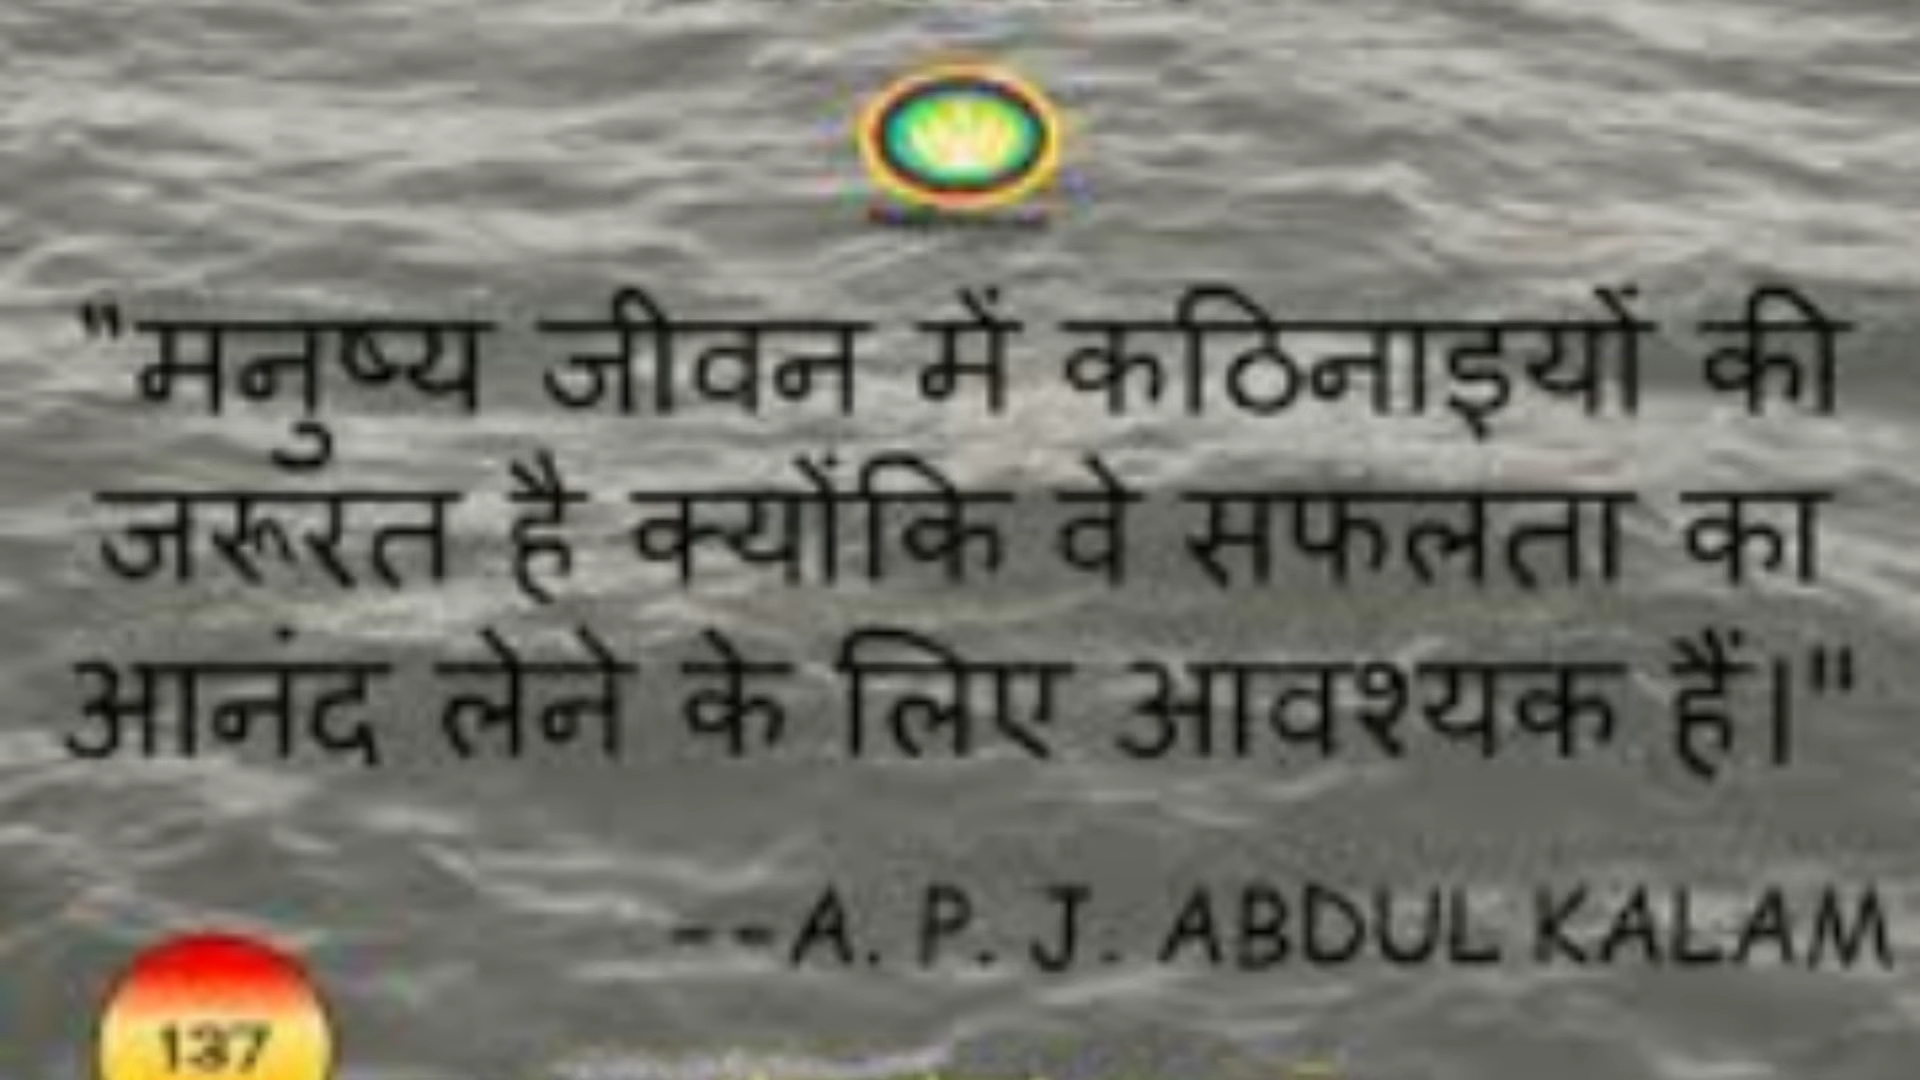 "मनुष्य जीवन में कठिनाइयों की
जरूरत है क्योंकि वे सफलता का
आनंद लेने के लिए आवश्यक हैं।"
--A. P. J. ABDUL KALAM
137